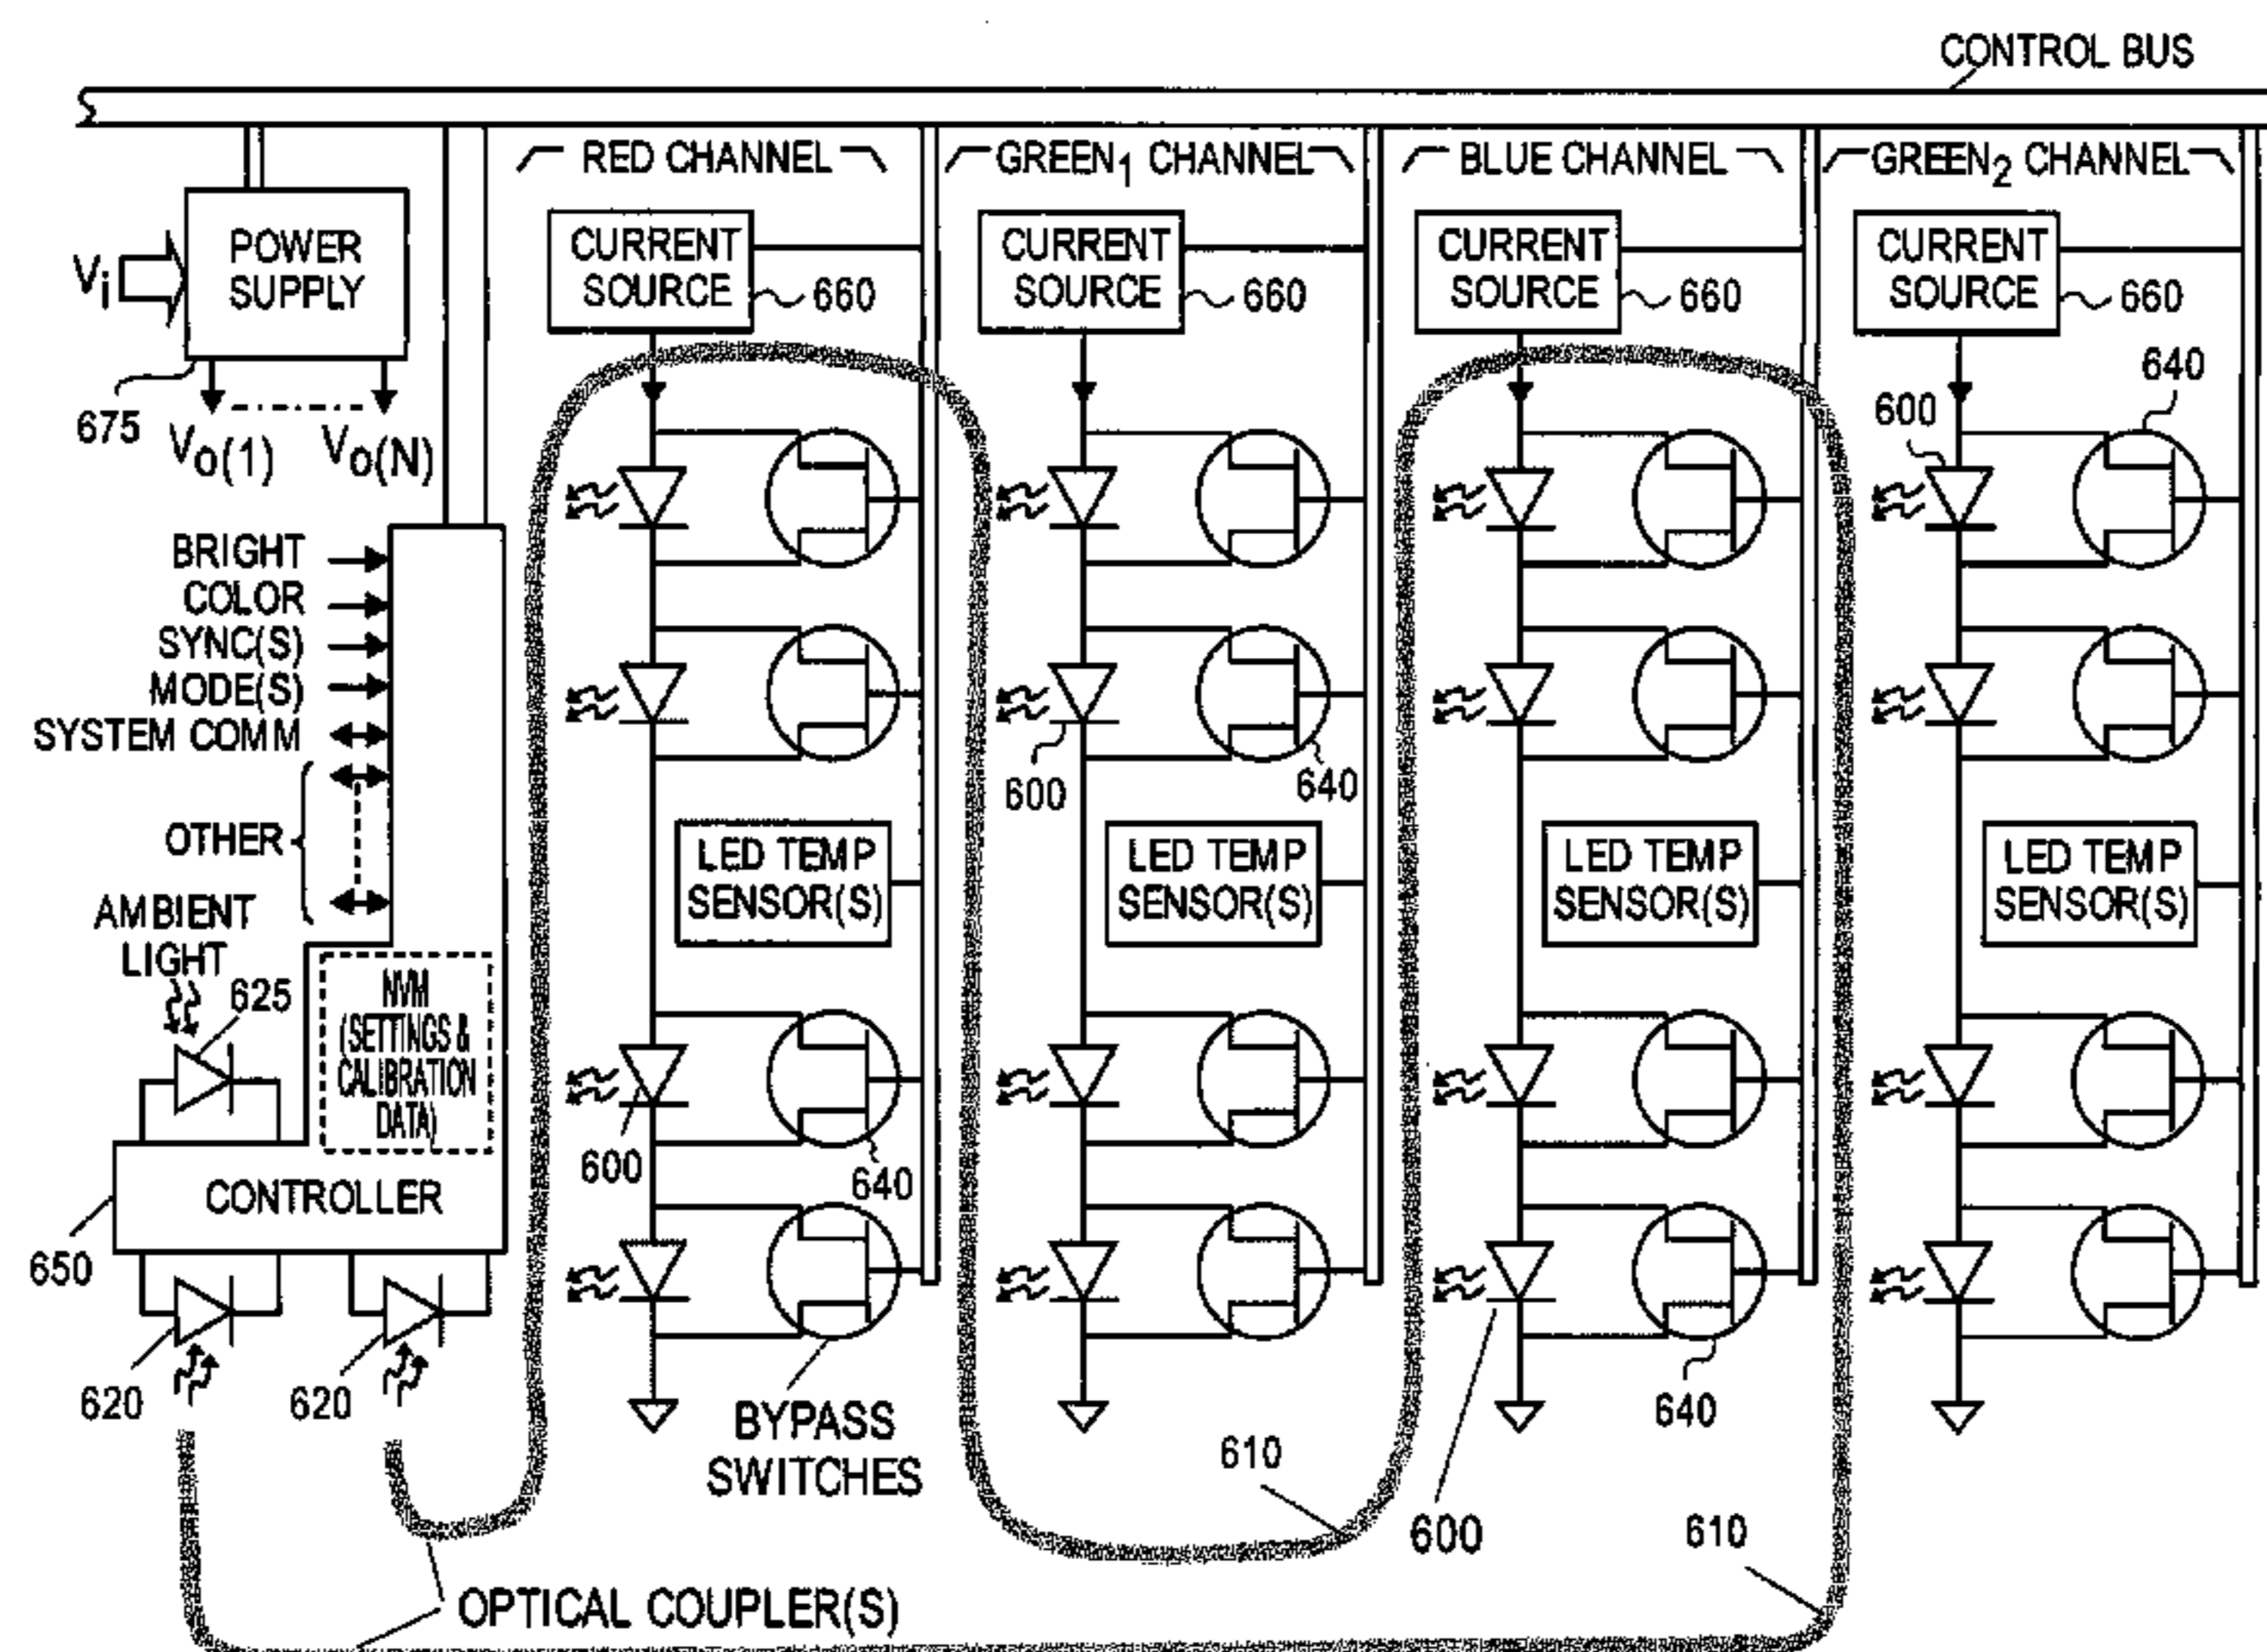 CONTROL BUS
RED CHANNEL
GREEN1 CHANNEL
BLUE CHANNEL
GREEN2 CHANNEL
POWER
SUPPLY
Vi
675
Vo(1)
Vo(N)
CURRENT
SOURCE
660
CURRENT
SOURCE
660
CURRENT
SOURCE
660
CURRENT
SOURCE
660
640
600
BRIGHT
COLOR
SYNC(S)
MODE(S)
SYSTEM COMM
OTHER
AMBIENT
LIGHT
625
NVM
(SETTINGS &
CALIBRATION
DATA)
CONTROLLER
650
620
620
600
640
LED TEMP
SENSOR(S)
LED TEMP
SENSOR(S)
LED TEMP
SENSOR(S)
LED TEMP
SENSOR(S)
600
640
BYPASS
SWITCHES
610
600
640
610
OPTICAL COUPLER(S)